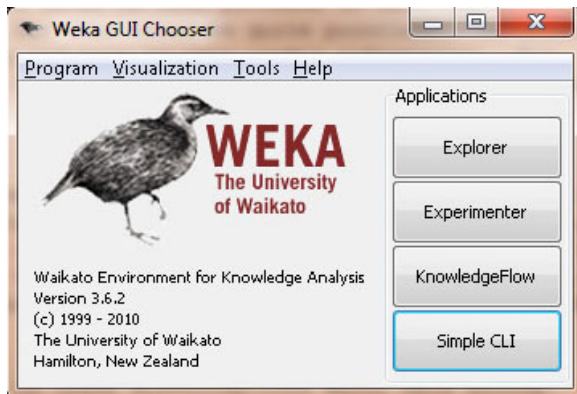 Weka GUI Chooser
Program Visualization Tools Help
WEKA
The University
of Waikato
Waikato Environment for Knowledge Analysis
Version 3.6.2
(c) 1999 - 2010
The University of Waikato
Hamilton, New Zealand
Applications
Explorer
Experimenter
KnowledgeFlow
Simple CLI